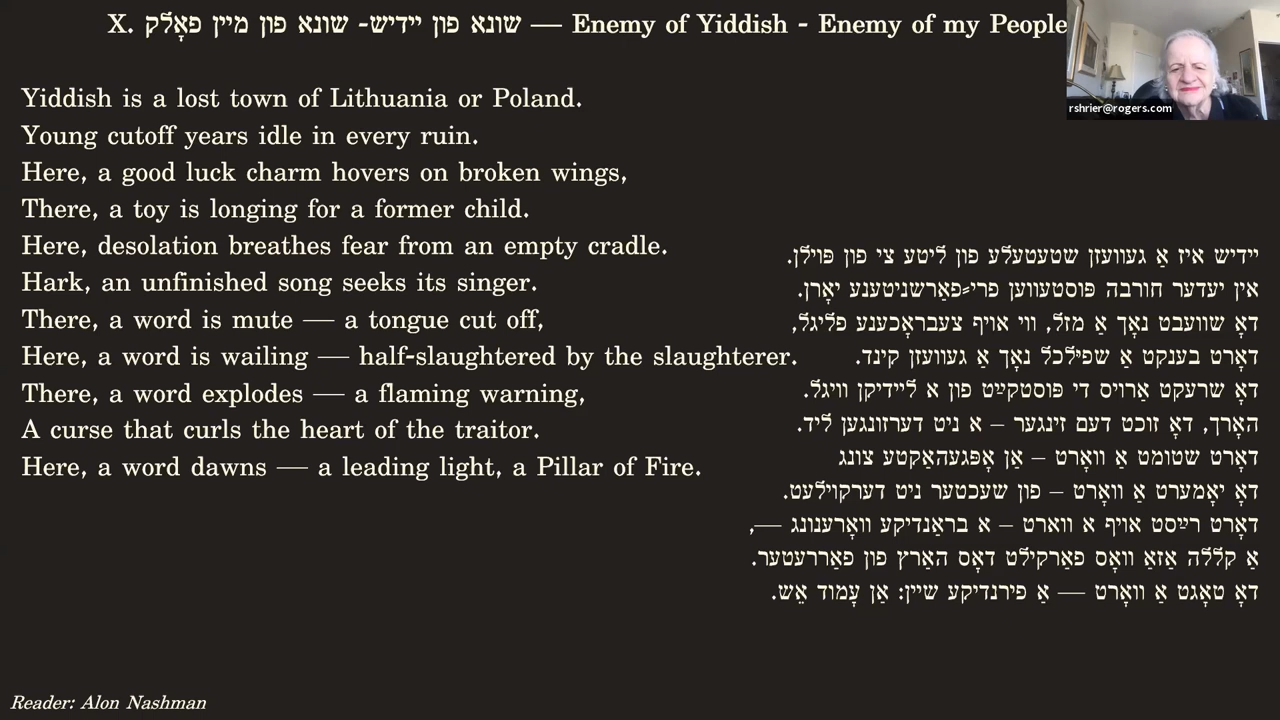 X. שונא פון יידיש- שונא פון מיין פאָלק — Enemy of Yiddish - Enemy of my People
rshrier@rogers.com
Yiddish is a lost town of Lithuania or Poland.
Young cutoff years idle in every ruin.
Here, a good luck charm hovers on broken wings,
There, a toy is longing for a former child.
Here, desolation breathes fear from an empty cradle.
Hark, an unfinished song seeks its singer.
There, a word is mute — a tongue cut off,
Here, a word is wailing — half-slaughtered by the slaughterer.
There, a word explodes — a flaming warning,
A curse that curls the heart of the traitor.
Here, a word dawns — a leading light, a Pillar of Fire.
יידיש איז אַ געוועזן שטעטעלע פון ליטע צי פון פּוילן.
אין יעדער חורבה פּוסטעווען פרי־פאַרשניטענע יאָרן.
דאָ שוועבט נאָך אַ מזל, ווי אויף צעבראָכענע פליגל,
דאָרט בענקט אַ שפּילכל נאָך אַ געוועזן קינד.
דאָ שרעקט אַרויס די פּוסטקײַט פון א ליידיקן וויגל.
האָרך, דאָ זוכט דעם זינגער – א ניט דערזונגען ליד.
דאָרט שטומט אַ וואָרט – אַן אָפּגעהאַקטע צונג
דאָ יאָמערט אַ וואָרט – פון שעכטער ניט דערקוילעט.
דאָרט רײַסט אויף א ווארט – א בראַנדיקע וואָרענונג —,
אַ קללה אַזאַ וואָס פאַרקילט דאָס האַרץ פון פאַררעטער.
דאָ טאָגט אַ וואָרט — אַ פירנדיקע שיין: אַן עָמוד אֵש.
Reader: Alon Nashman